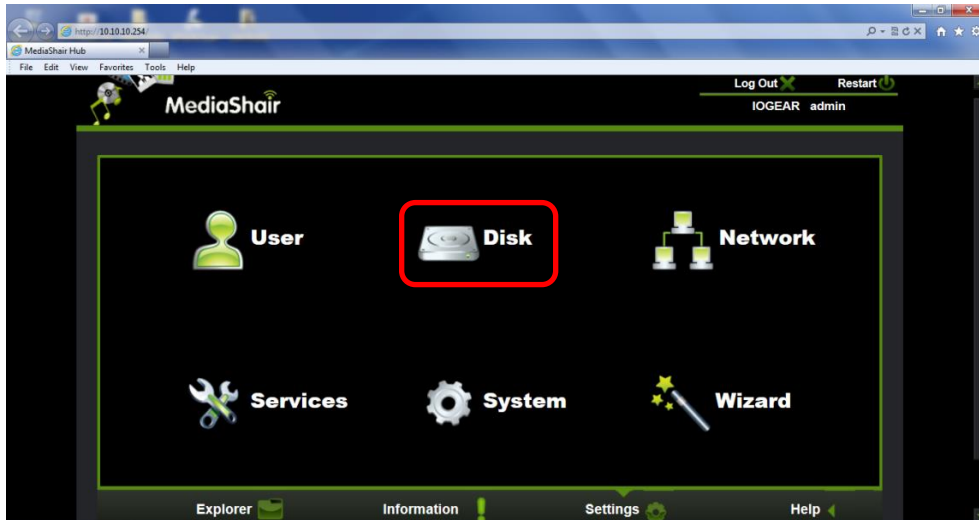 http://10.10.10.254/
MediaShair Hub
File Edit View Favorites Tools Help
Log Out Restart
MediaShair
IOGEAR admin
User Disk Network
Services System Wizard
Explorer Information Settings Help